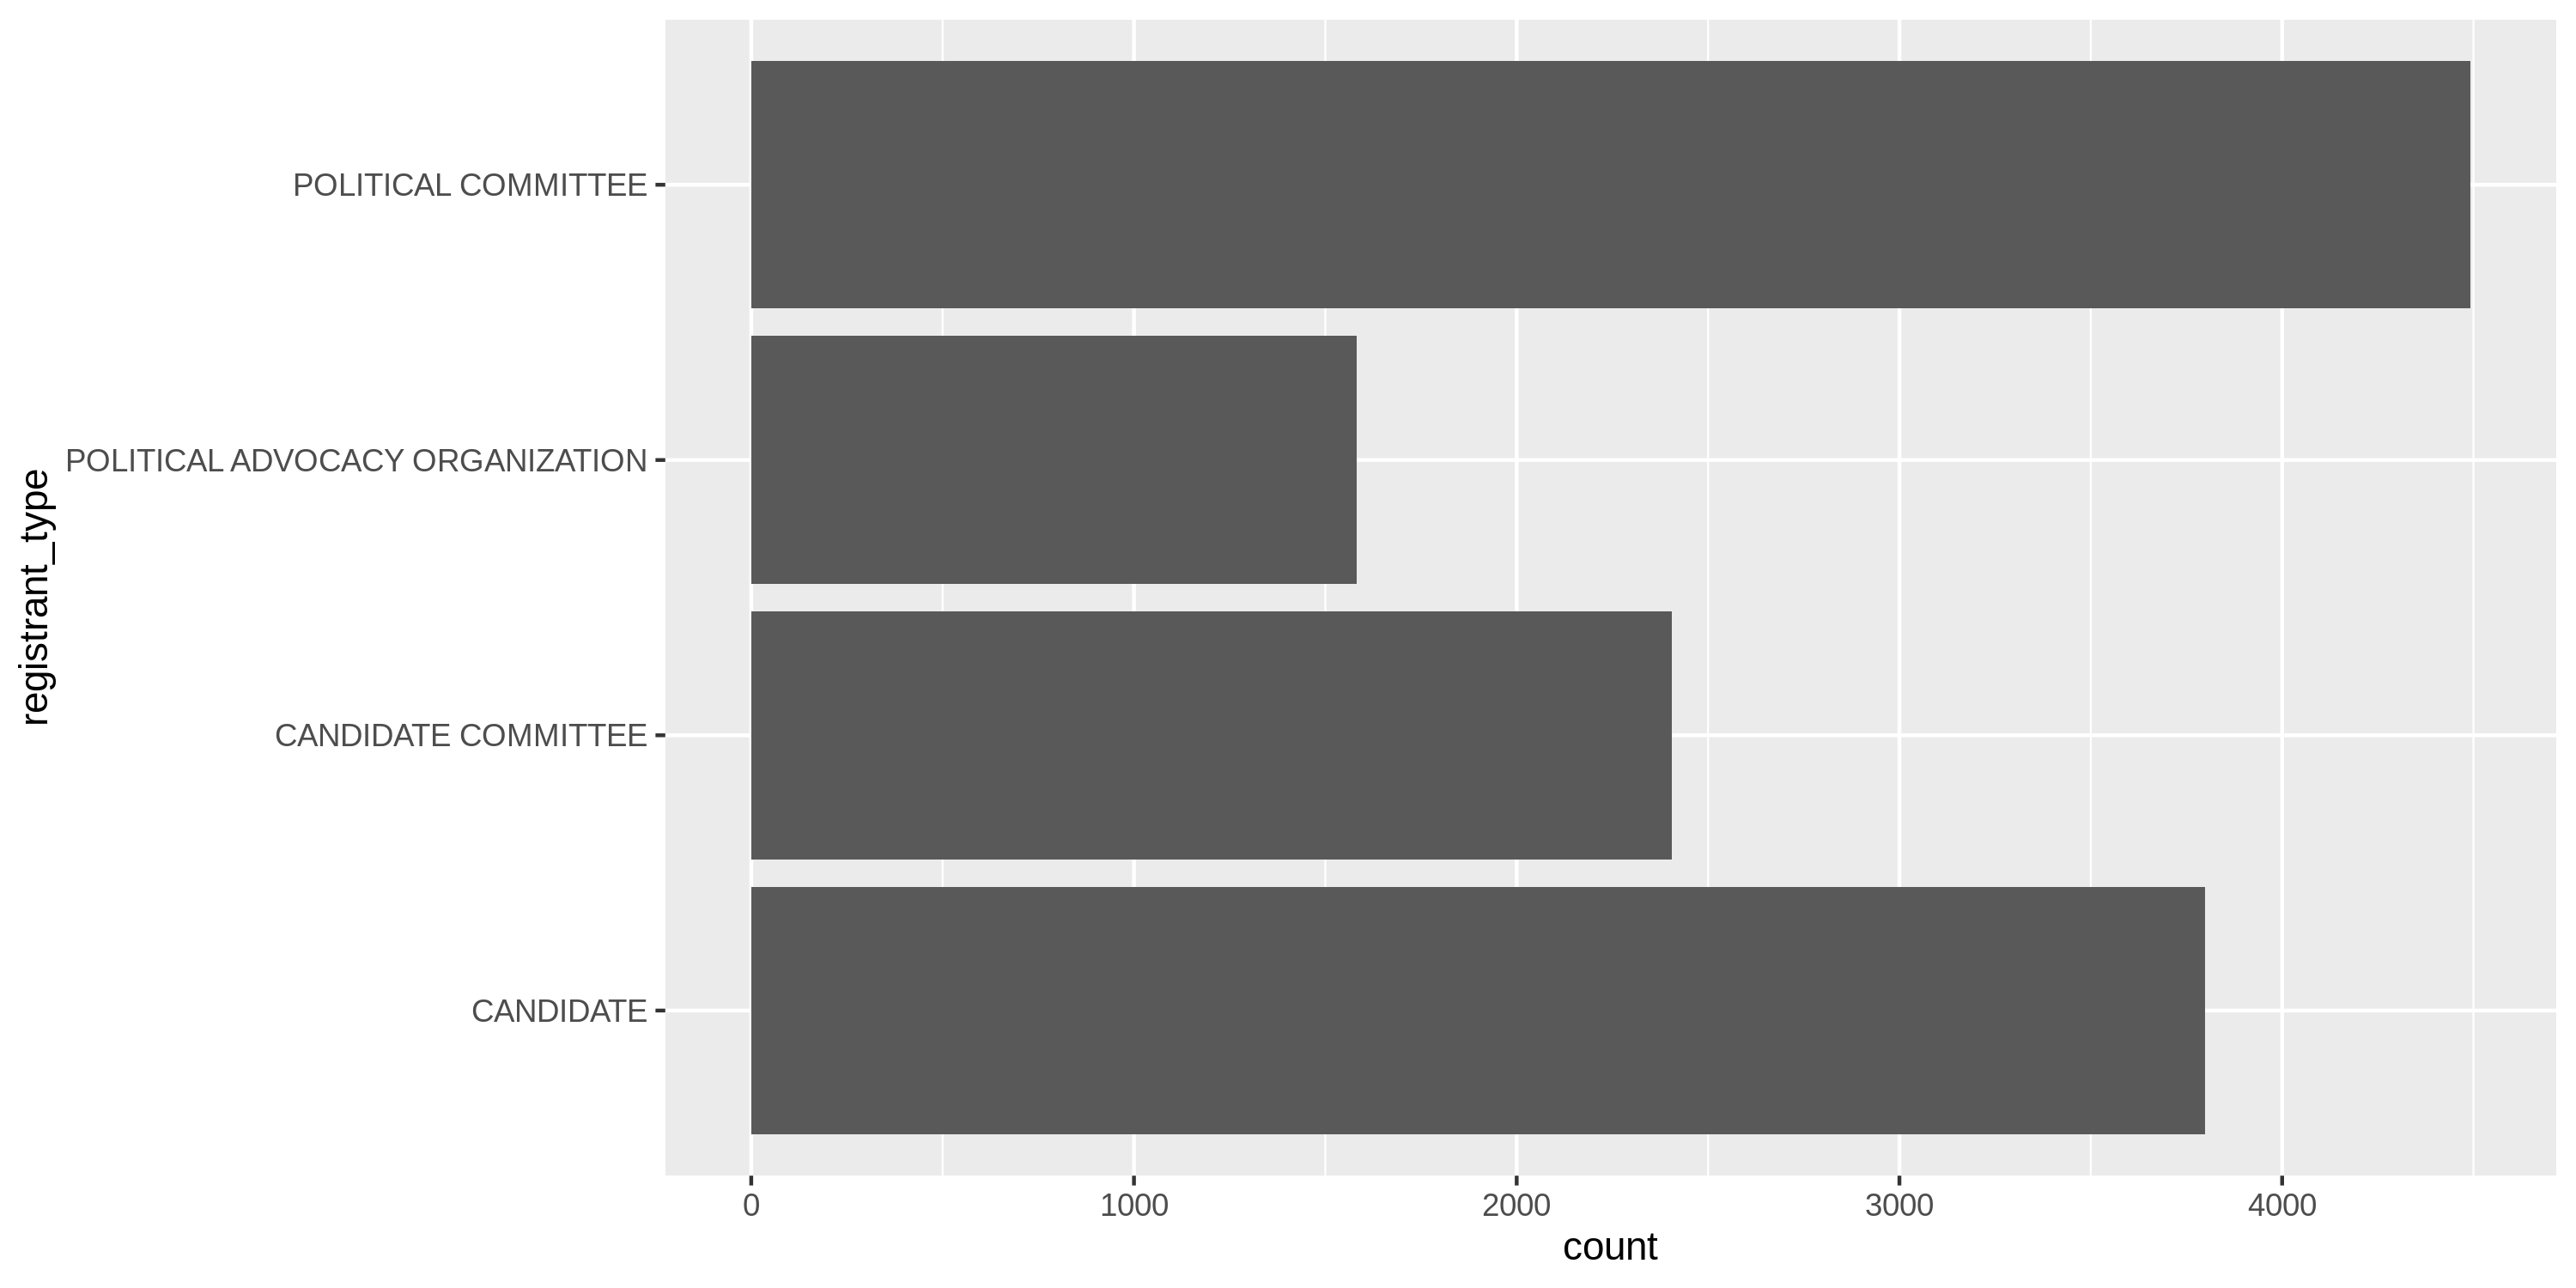 registrant_type
POLITICAL COMMITTEE
POLITICAL ADVOCACY ORGANIZATION
CANDIDATE COMMITTEE
CANDIDATE
0 1000 2000 3000 4000
count